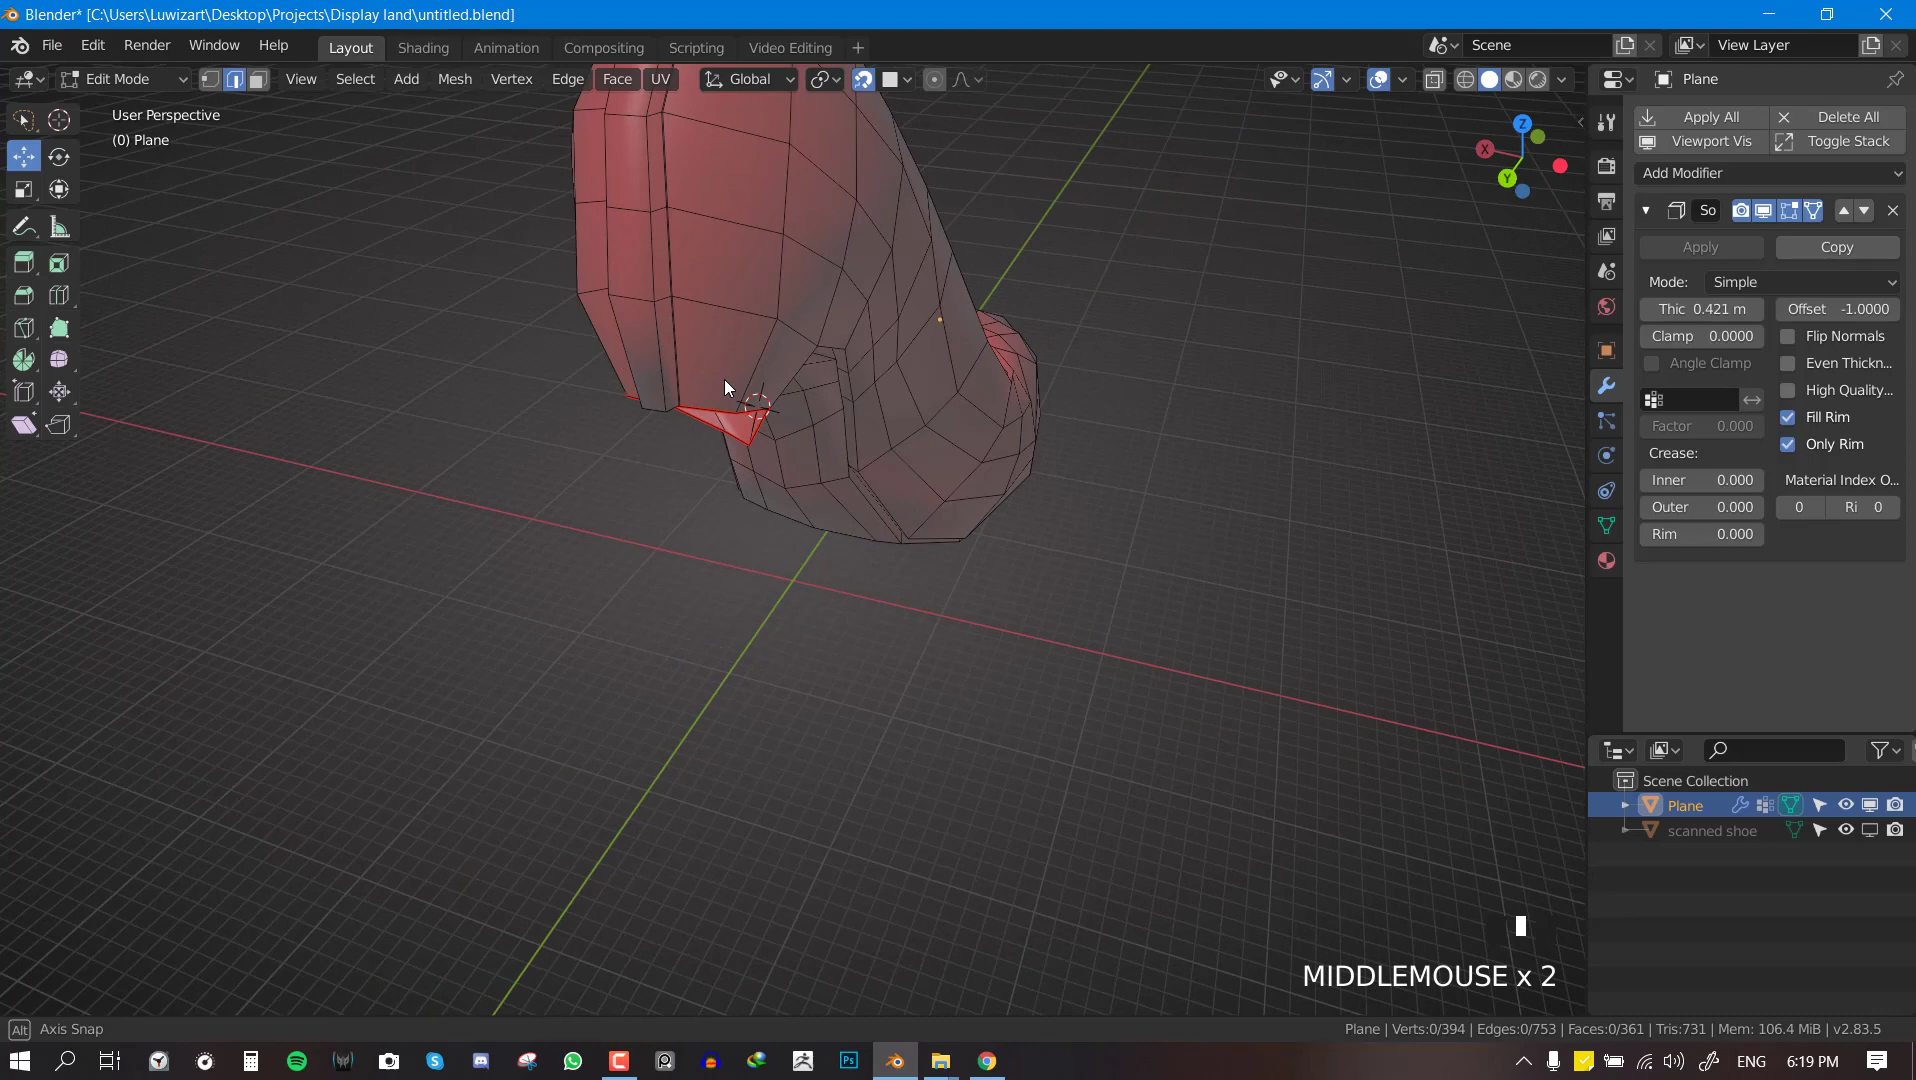 Blender* [C:\Users\Luwizart\Desktop\Projects\Display land\untitled.blend]
File Edit Render Window Help Layout Shading Animation Compositing Scripting Video Editing + Scene View Layer
Edit Mode View Select Add Mesh Vertex Edge Face UV Global Plane
User Perspective
(0) Plane
Z
X
Y
Apply All Delete All
Viewport Vis Toggle Stack
Add Modifier
So
Apply Copy
Mode: Simple
Thic 0.421 m Offset -1.0000
Clamp 0.0000 Flip Normals
Angle Clamp Even Thickn...
High Quality...
Factor 0.000 Fill Rim
Only Rim
Crease:
Inner 0.000 Material Index O...
Outer 0.000 0 Ri 0
Rim 0.000
Scene Collection
Plane
scanned shoe
MIDDLEMOUSE x 2
Alt Axis Snap Plane | Verts:0/394 | Edges:0/753 | Faces:0/361 | Tris:731 | Mem: 106.4 MiB | v2.83.5
Ps ENG 6:19 PM